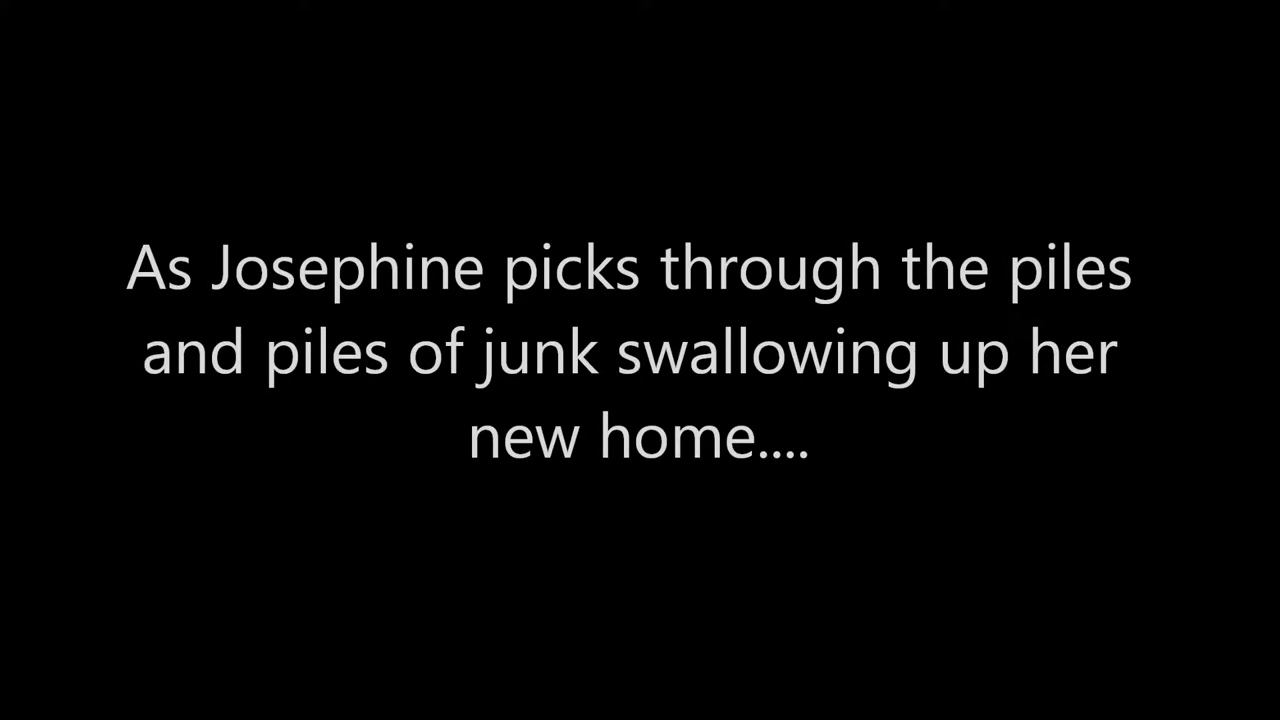 As Josephine picks through the piles
and piles of junk swallowing up her
new home....